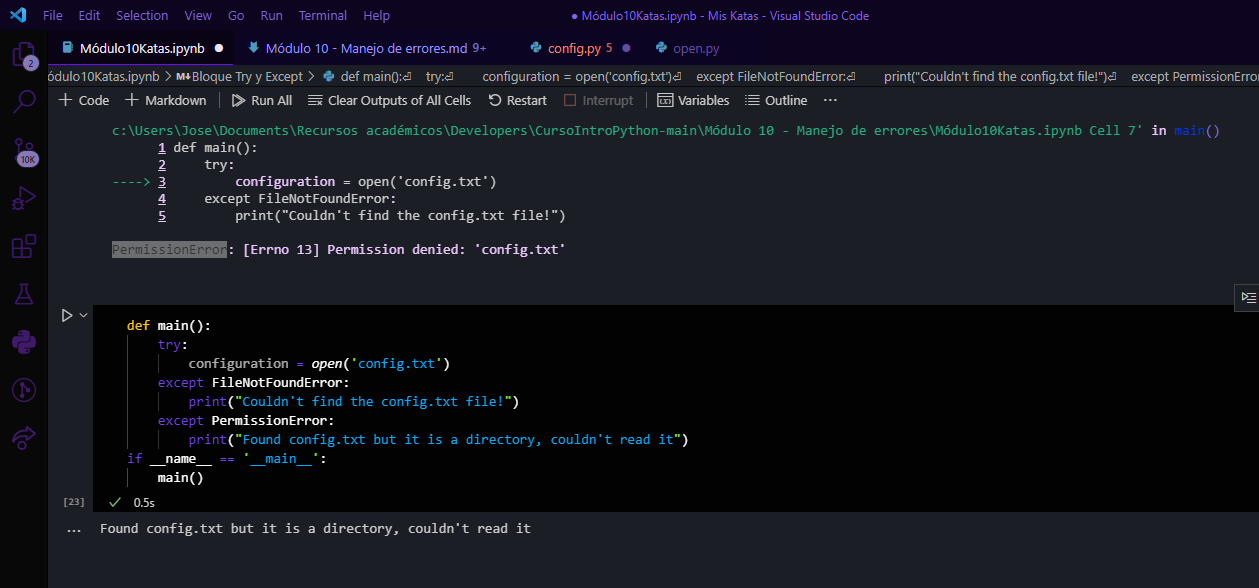 File Edit Selection View Go Run Terminal Help ● Módulo10Katas.ipynb - Mis Katas - Visual Studio Code
Módulo10Katas.ipynb ● Módulo 10 - Manejo de errores.md 9+ config.py 5 ● open.py
2
ódulo10Katas.ipynb > M↓Bloque Try y Except > def main():⏎ try:⏎ configuration = open('config.txt')⏎ except FileNotFoundError:⏎ print("Couldn't find the config.txt file!")⏎ except PermissionErro
+ Code + Markdown Run All Clear Outputs of All Cells Restart Interrupt Variables Outline ···
c:\Users\Jose\Documents\Recursos académicos\Developers\CursoIntroPython-main\Módulo 10 - Manejo de errores\Módulo10Katas.ipynb Cell 7' in main()
1 def main():
10K
2 try:
----> 3 configuration = open('config.txt')
4 except FileNotFoundError:
5 print("Couldn't find the config.txt file!")
PermissionError: [Errno 13] Permission denied: 'config.txt'
def main():
try:
configuration = open('config.txt')
except FileNotFoundError:
print("Couldn't find the config.txt file!")
except PermissionError:
print("Found config.txt but it is a directory, couldn't read it")
if __name__ == '__main__':
main()
[23] ✓ 0.5s
... Found config.txt but it is a directory, couldn't read it